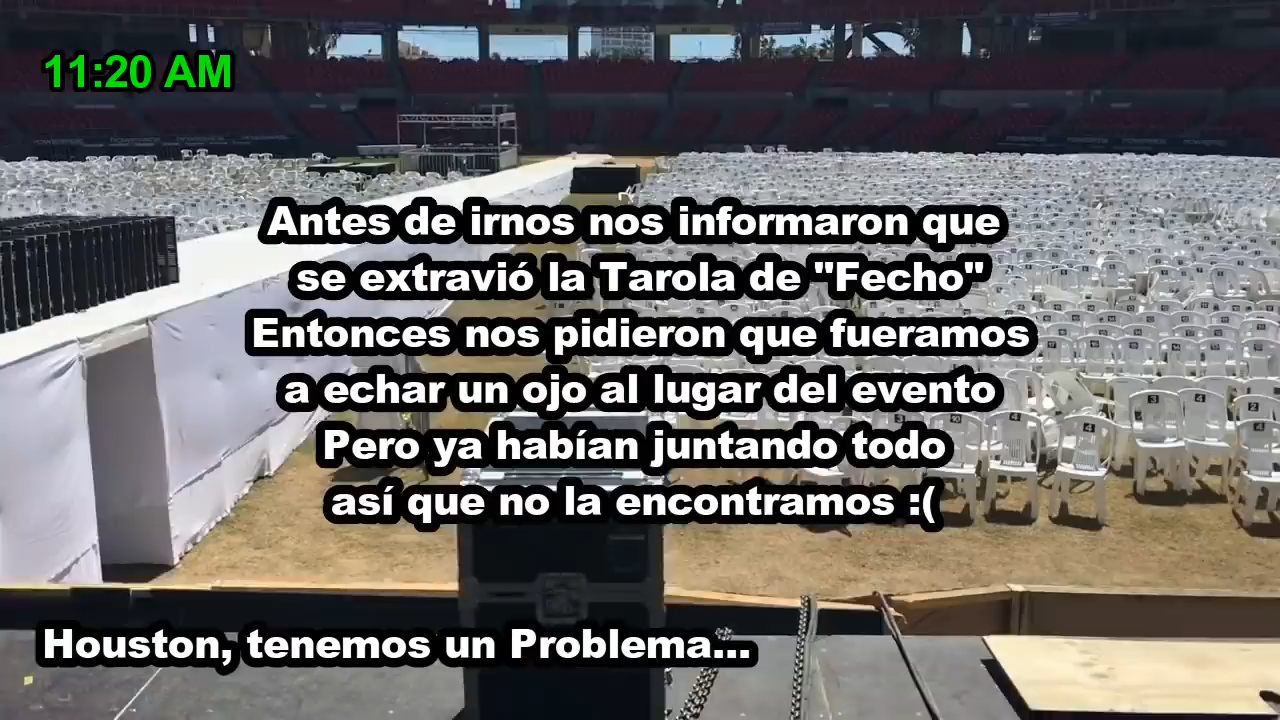 11:20 AM
Antes de irnos nos informaron que
se extravió la Tarola de "Fecho"
Entonces nos pidieron que fueramos
a echar un ojo al lugar del evento
Pero ya habían juntando todo
así que no la encontramos :(
Houston, tenemos un Problema...